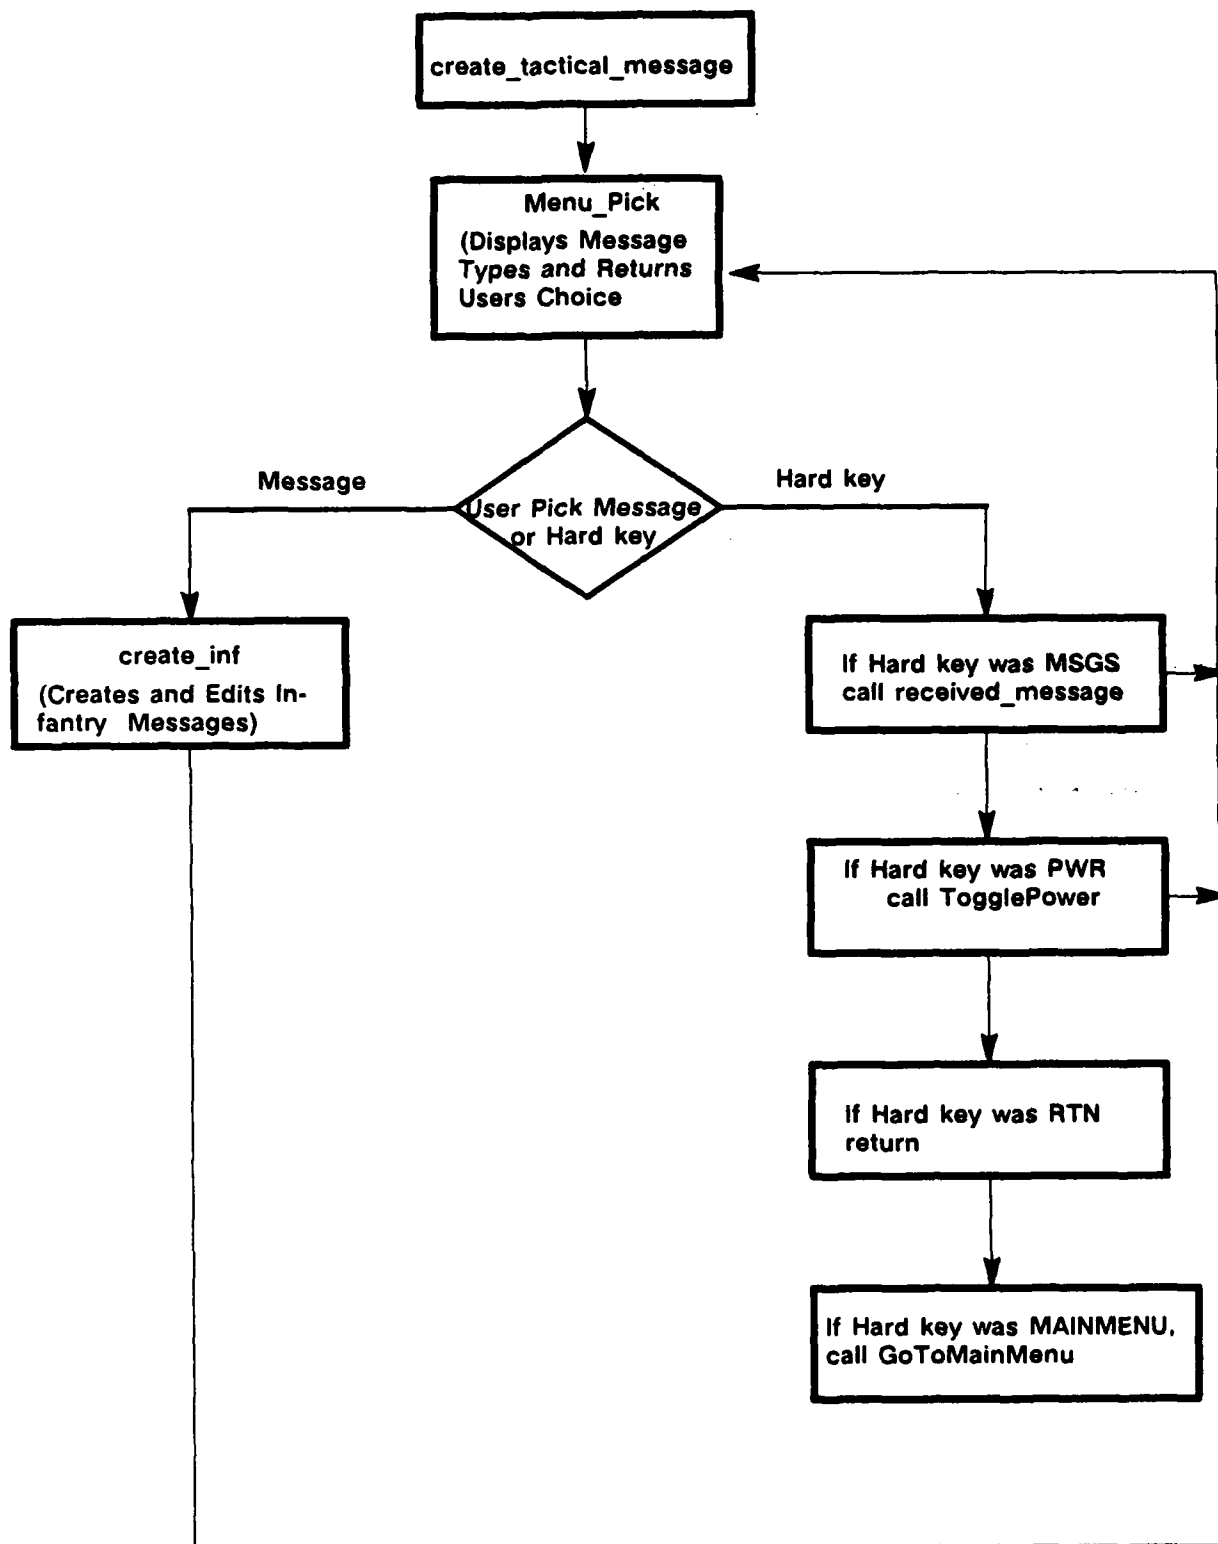 create_tactical_message
Menu_Pick
(Displays Message
Types and Returns
Users Choice
Message
Hard key
User Pick Message
or Hard key
create_inf
(Creates and Edits In-
fantry Messages)
If Hard key was MSGS
call received_message
If Hard key was PWR
call TogglePower
If Hard key was RTN
return
If Hard key was MAINMENU,
call GoToMainMenu